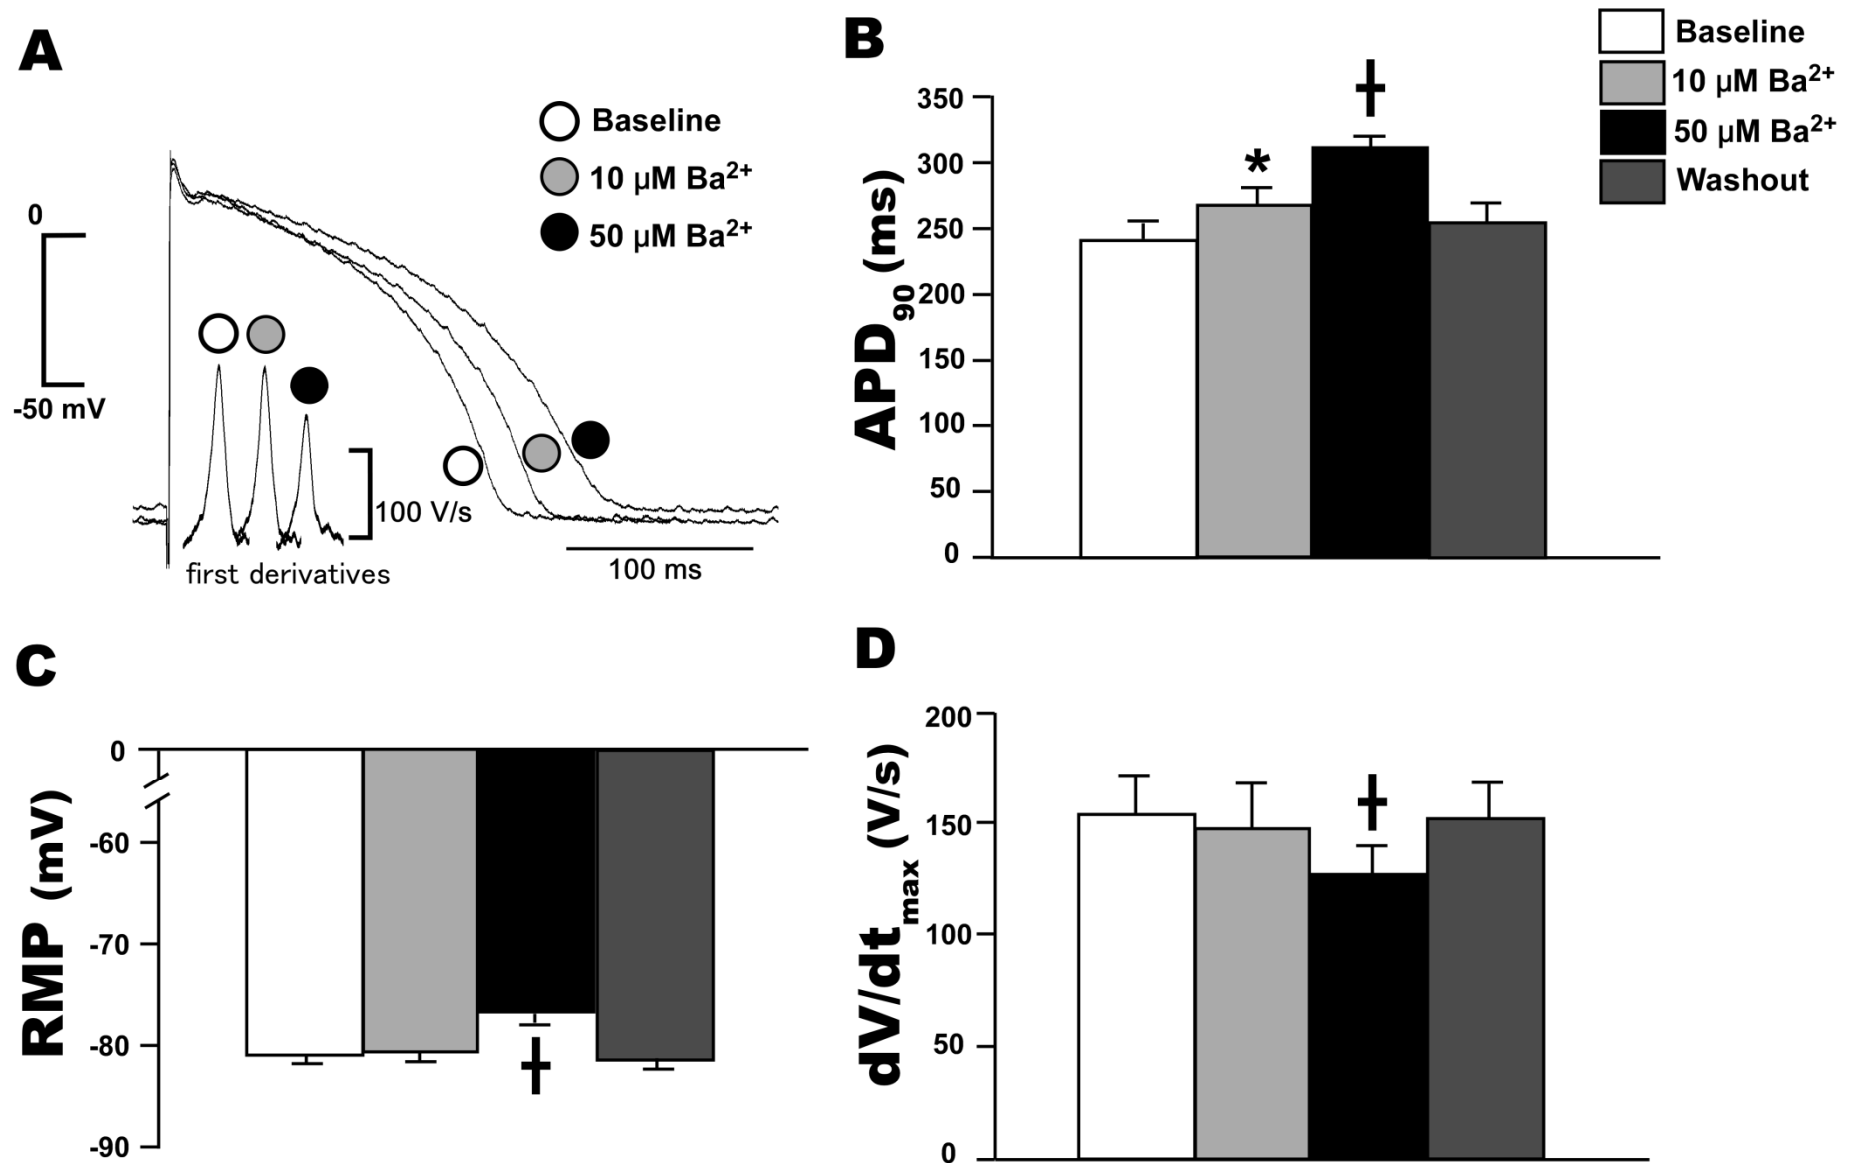 A
Baseline
10 µM Ba²⁺
50 µM Ba²⁺
0
-50 mV
100 V/s
first derivatives
100 ms
B
Baseline
10 µM Ba²⁺
50 µM Ba²⁺
Washout
APD90 (ms)
350
300
250
200
150
100
50
0
*
ǂ
C
RMP (mV)
0
-60
-70
-80
-90
ǂ
D
dV/dtmax (V/s)
200
150
100
50
0
ǂ